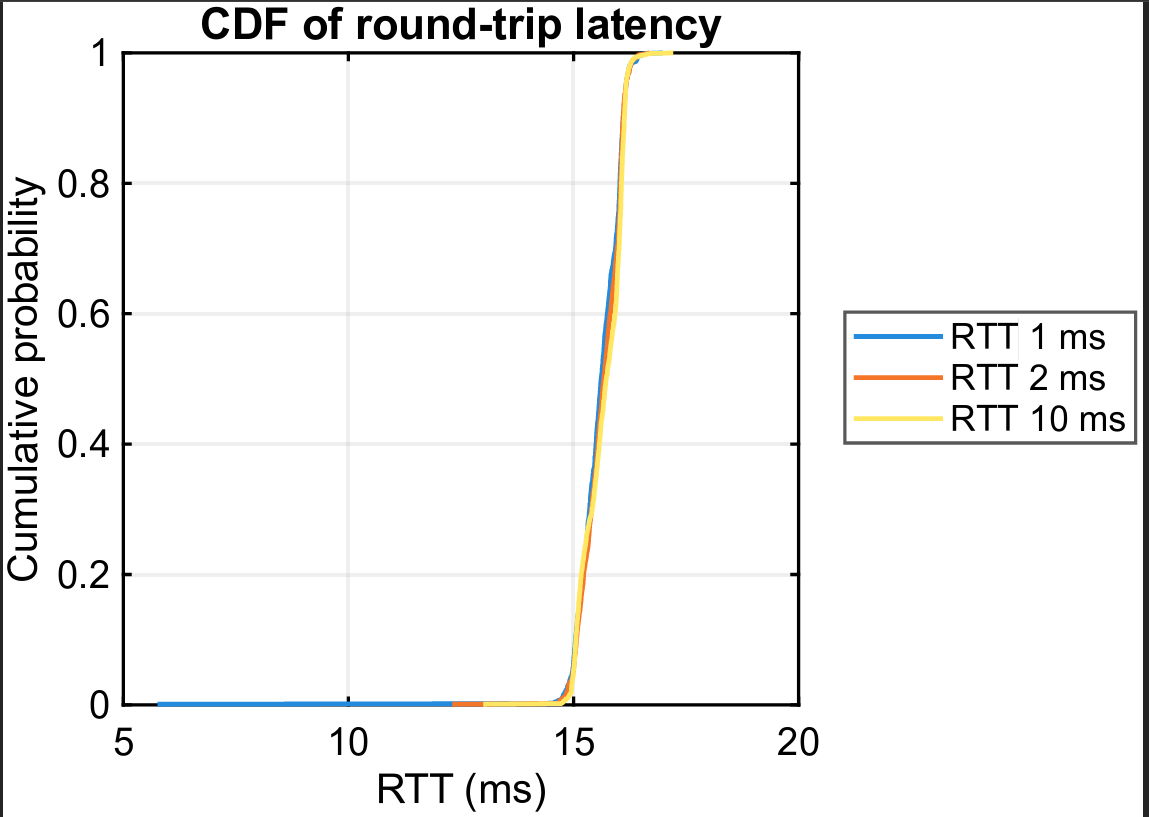 CDF of round-trip latency
1
0.8
0.6
0.4
0.2
0
Cumulative probability
5 10 15 20
RTT (ms)
RTT 1 ms
RTT 2 ms
RTT 10 ms